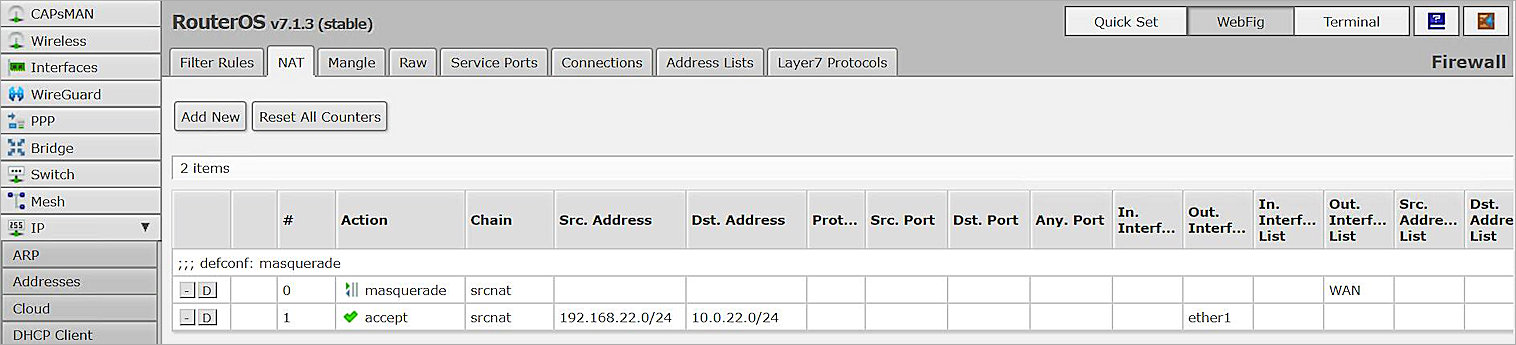 CAPsMAN
Wireless
Interfaces
WireGuard
PPP
Bridge
Switch
Mesh
255 IP ▼
ARP
Addresses
Cloud
DHCP Client
RouterOS v7.1.3 (stable)
Quick Set WebFig Terminal ?
Filter Rules NAT Mangle Raw Service Ports Connections Address Lists Layer7 Protocols Firewall
Add New Reset All Counters
2 items
# Action Chain Src. Address Dst. Address Prot... Src. Port Dst. Port Any. Port In. Interf... Out. Interf... In. Interf... List Out. Interf... List Src. Addre... List Dst. Addre List
;;; defconf: masquerade
- D 0 masquerade srcnat WAN
- D 1 accept srcnat 192.168.22.0/24 10.0.22.0/24 ether1